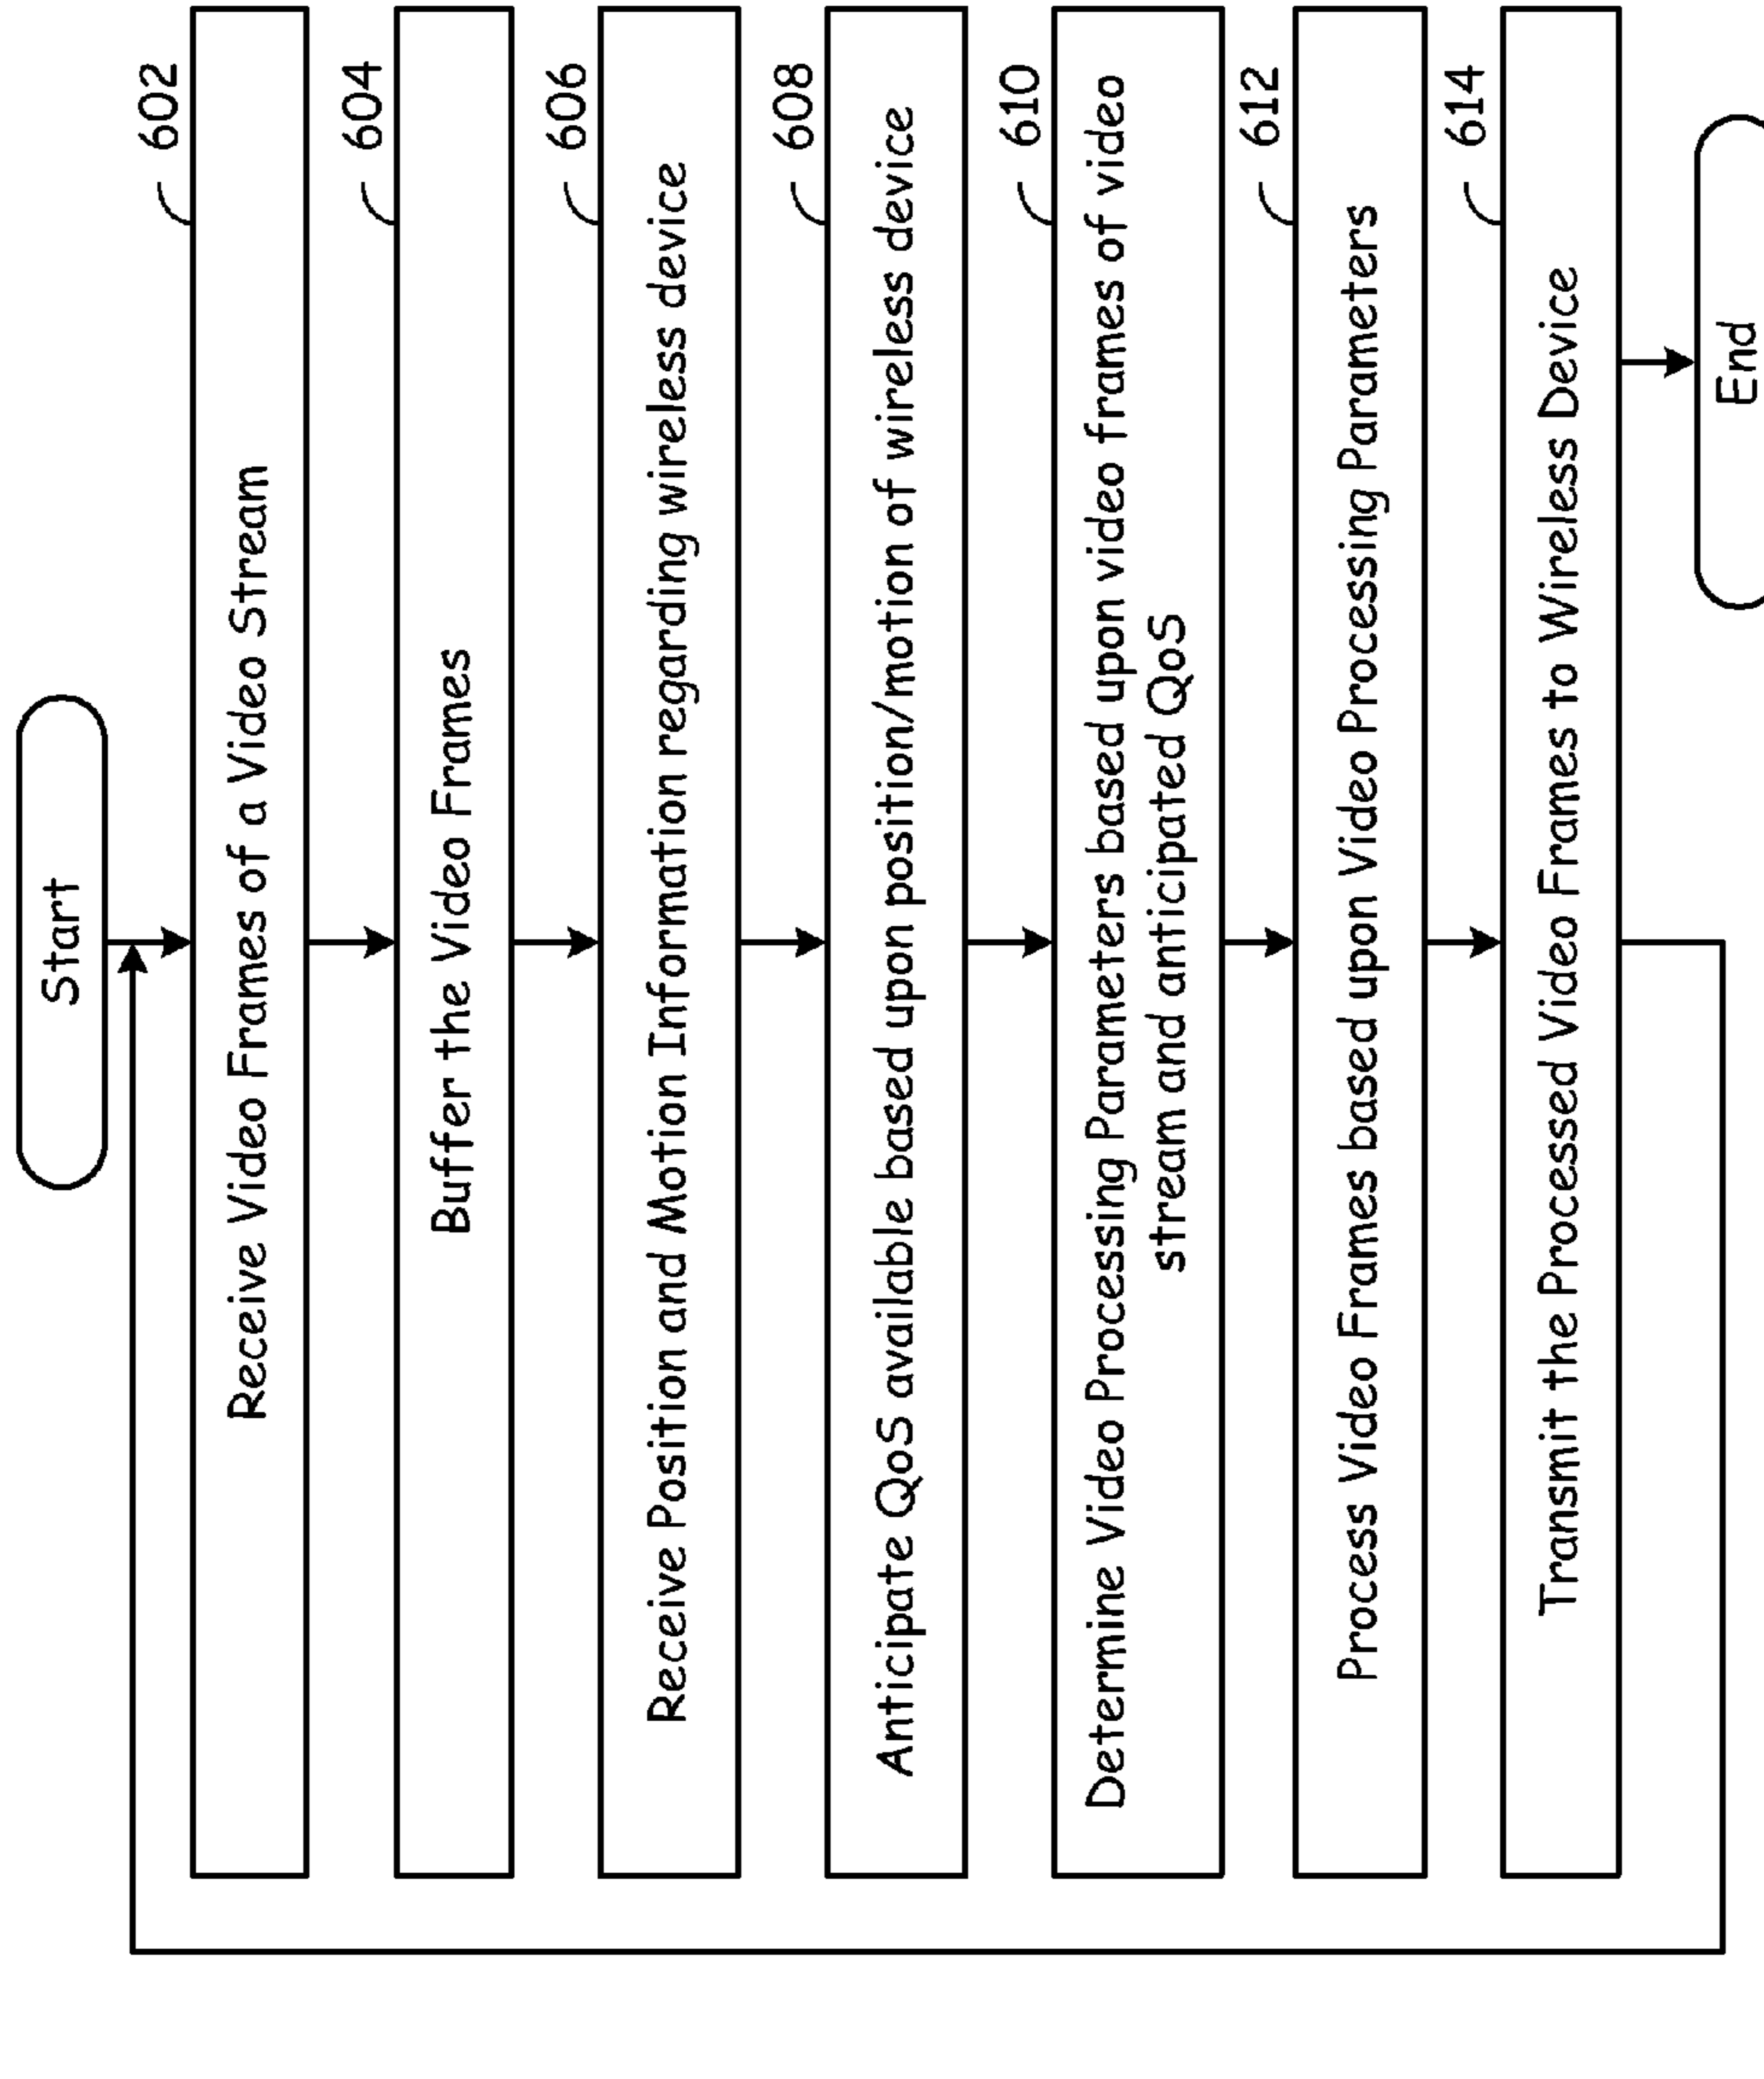 Start
602
Receive Video Frames of a Video Stream
604
Buffer the Video Frames
606
Receive Position and Motion Information regarding wireless device
608
Anticipate QoS available based upon position/motion of wireless device
610
Determine Video Processing Parameters based upon video frames of video
stream and anticipated QoS
612
Process Video Frames based upon Video Processing Parameters
614
Transmit the Processed Video Frames to Wireless Device
End